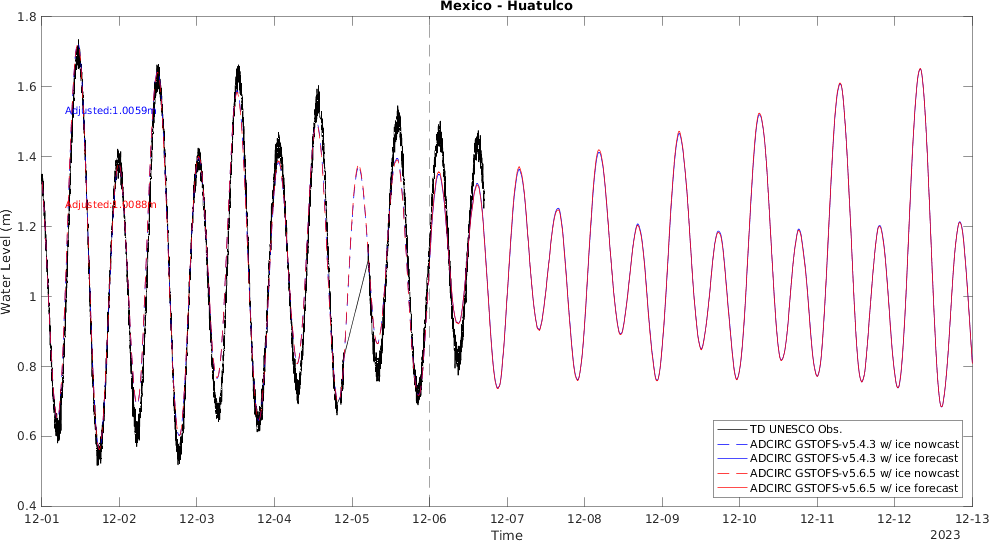 Mexico - Huatulco
1.8
1.6
1.4
1.2
1
0.8
0.6
0.4
Water Level (m)
Adjusted:1.0059m
Adjusted:1.0088m
TD UNESCO Obs.
ADCIRC GSTOFS-v5.4.3 w/ ice nowcast
ADCIRC GSTOFS-v5.4.3 w/ ice forecast
ADCIRC GSTOFS-v5.6.5 w/ ice nowcast
ADCIRC GSTOFS-v5.6.5 w/ ice forecast
12-01 12-02 12-03 12-04 12-05 12-06 12-07 12-08 12-09 12-10 12-11 12-12 12-13
Time
2023